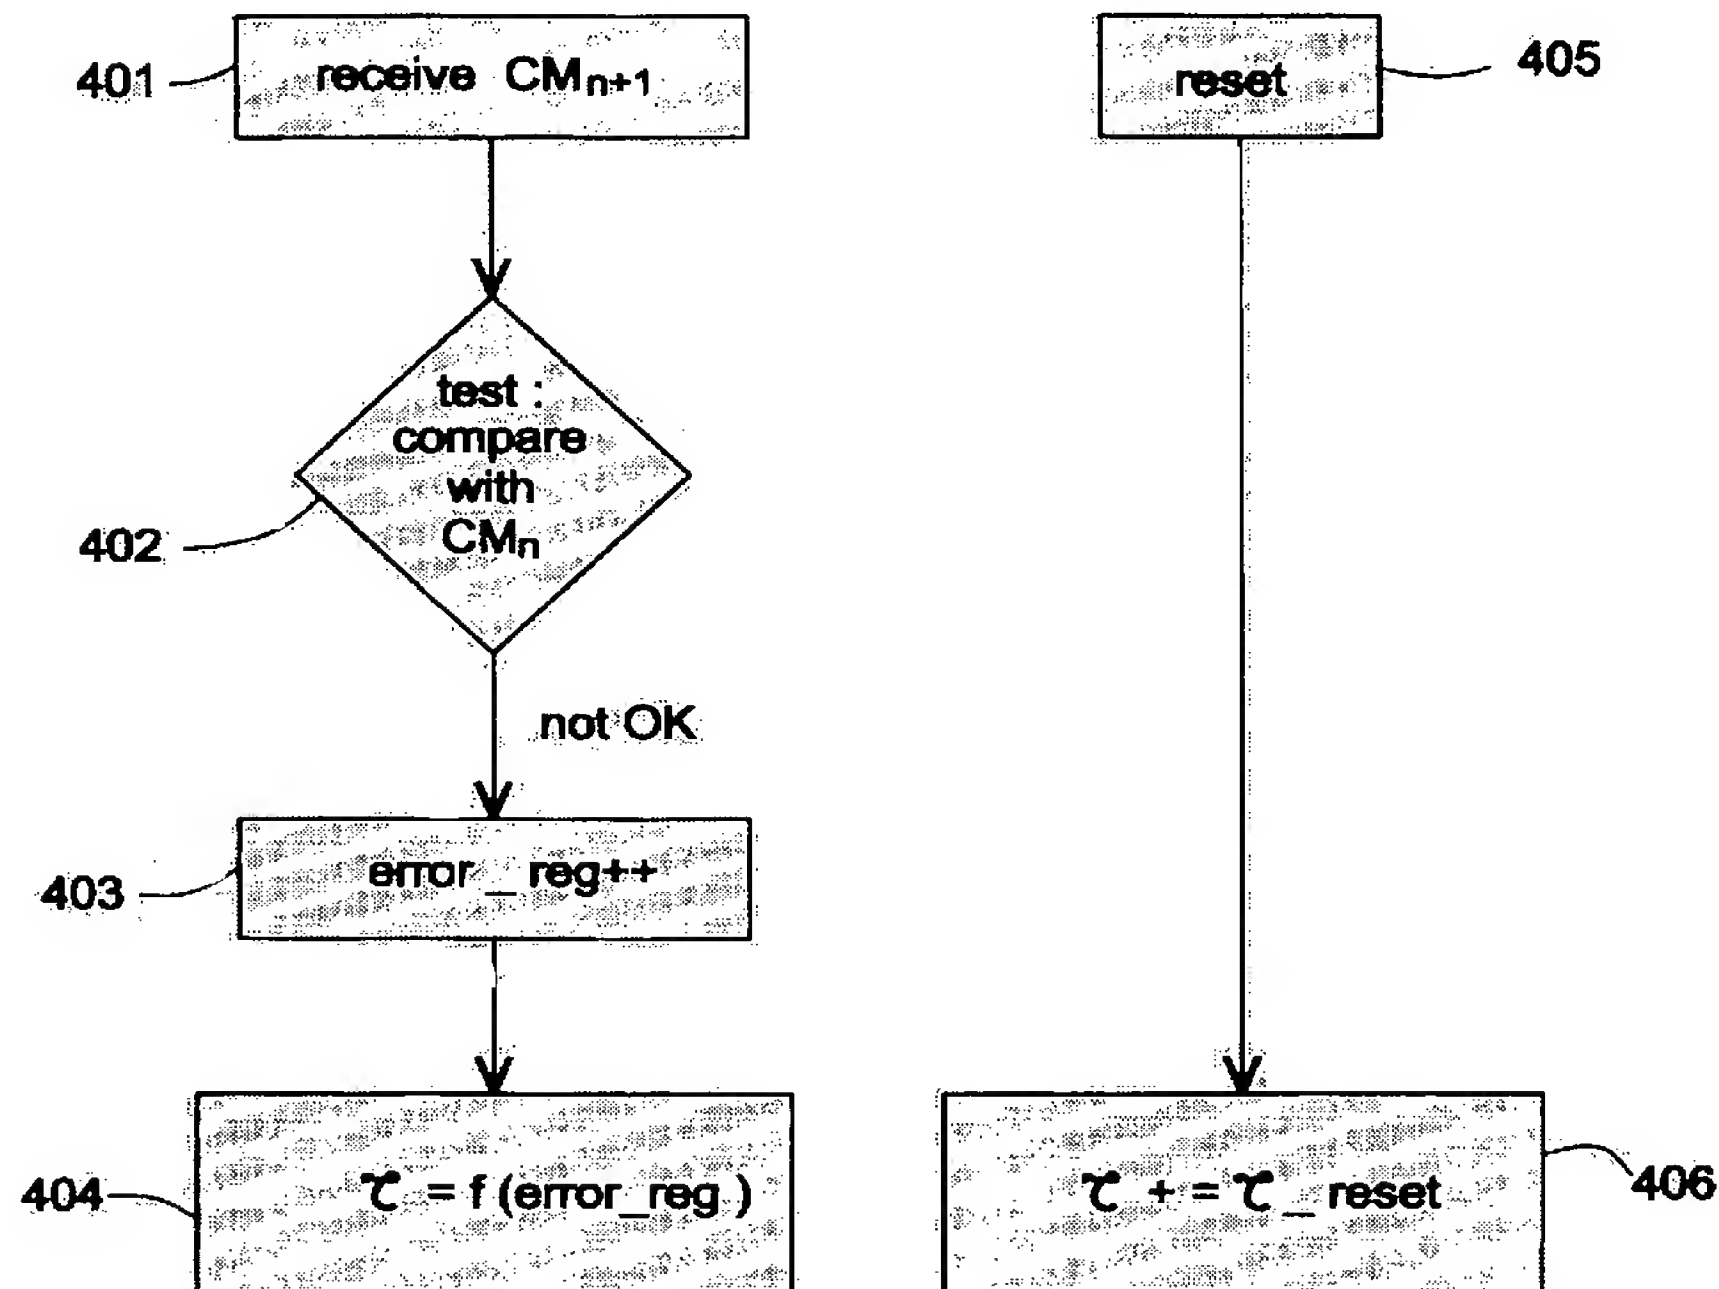 401
receive CMn+1
test :
compare
with
CMn
402
not OK
403
error_reg++
404
τ = f (error_reg )
reset
405
τ + = τ_reset
406